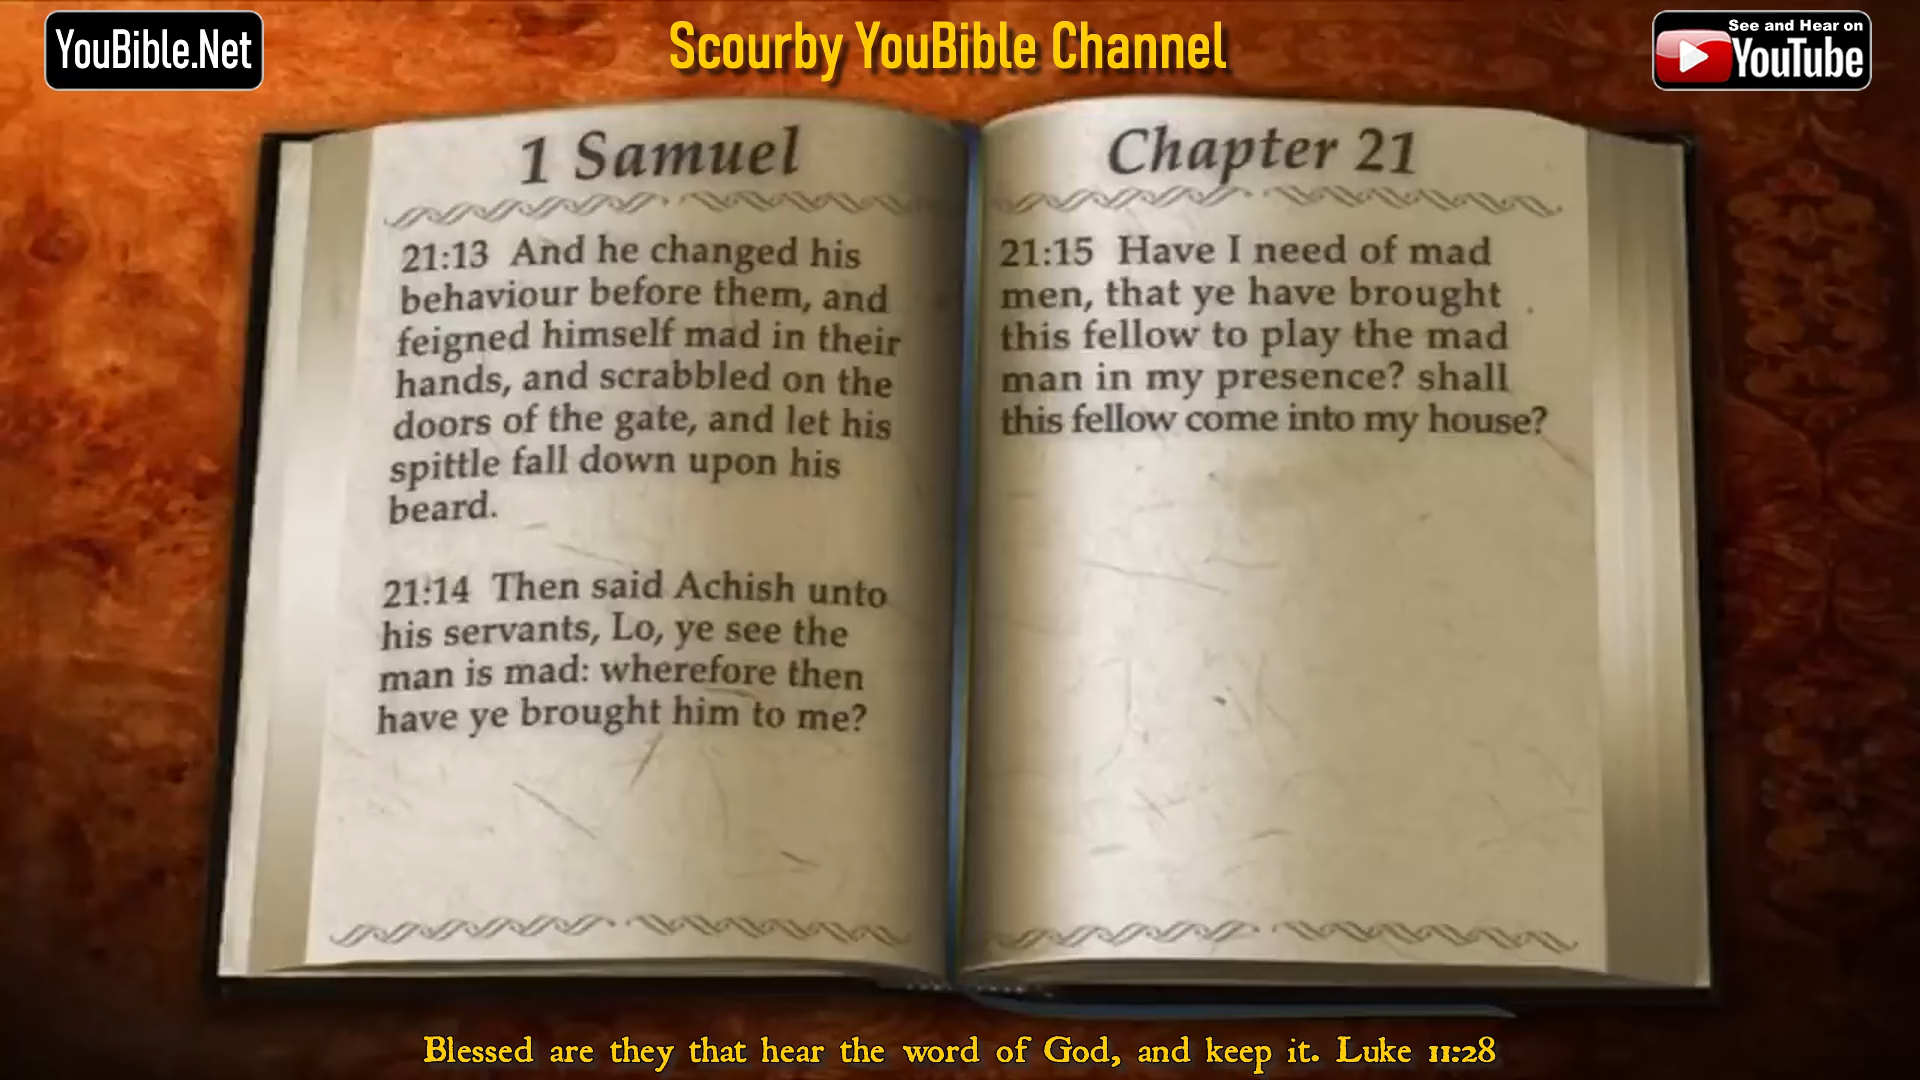 YouBible.Net
Scourby YouBible Channel
See and Hear on
YouTube
1 Samuel
21:13 And he changed his
behaviour before them, and
feigned himself mad in their
hands, and scrabbled on the
doors of the gate, and let his
spittle fall down upon his
beard.
21:14 Then said Achish unto
his servants, Lo, ye see the
man is mad: wherefore then
have ye brought him to me?
Chapter 21
21:15 Have I need of mad
men, that ye have brought
this fellow to play the mad
man in my presence? shall
this fellow come into my house?
Blessed are they that hear the word of God, and keep it. Luke 11:28